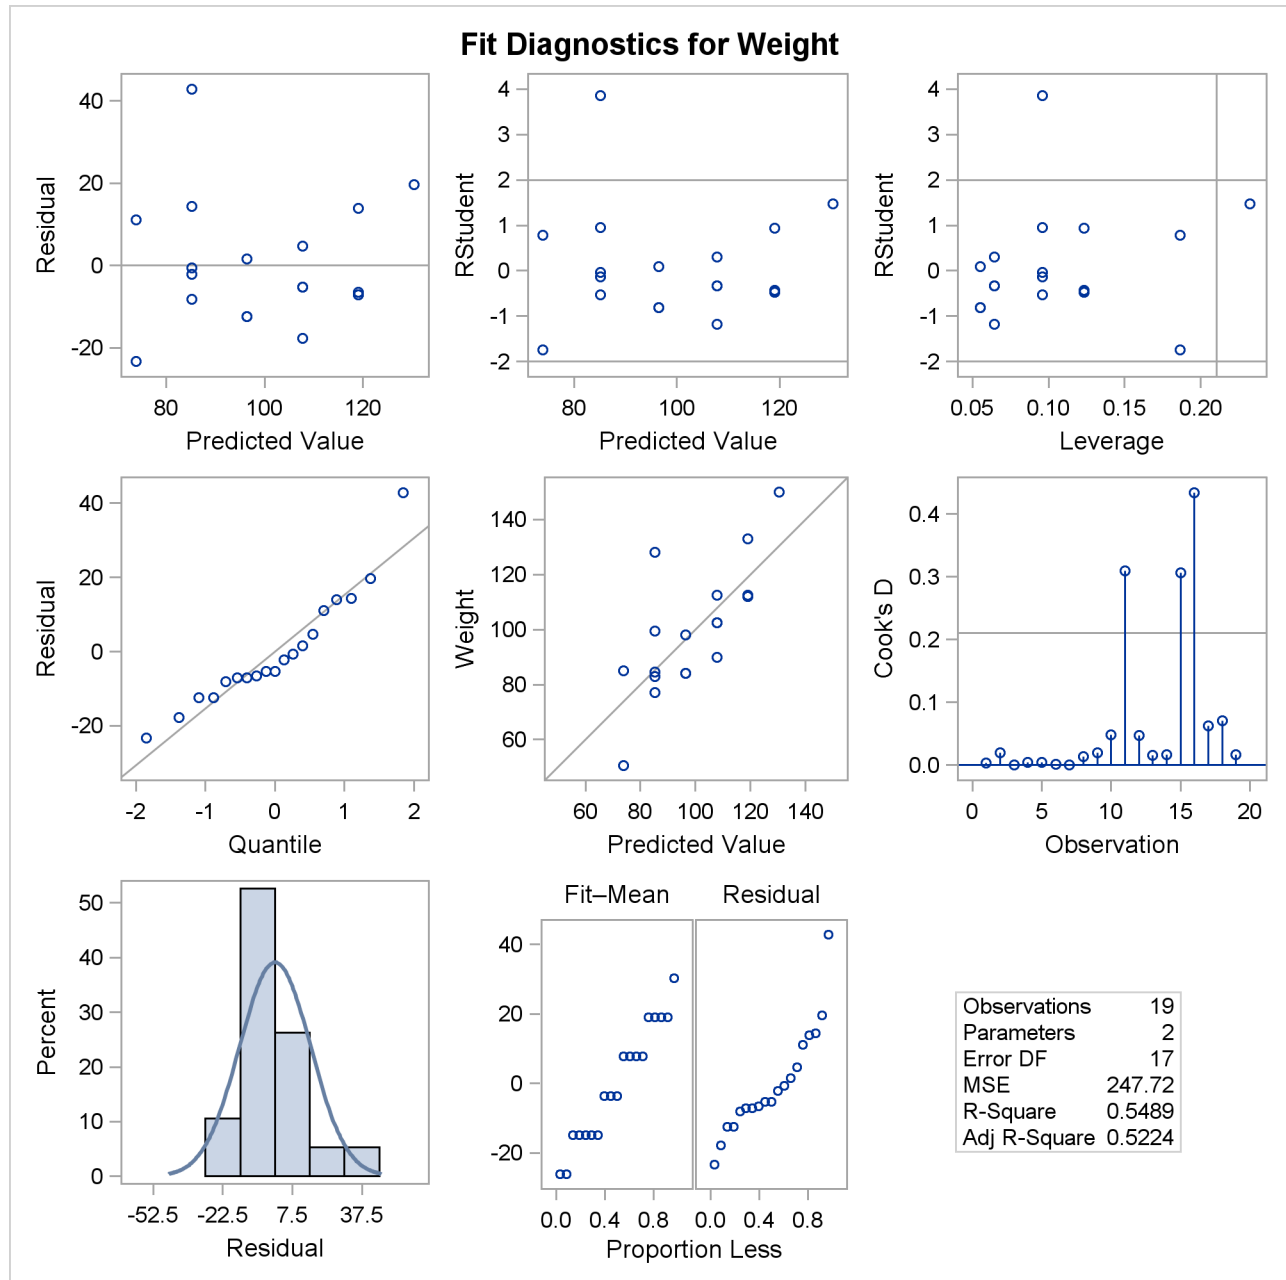 Fit Diagnostics for Weight
Residual
40
20
0
-20
80 100 120
Predicted Value
RStudent
4
3
2
1
0
-1
-2
80 100 120
Predicted Value
RStudent
4
3
2
1
0
-1
-2
0.05 0.10 0.15 0.20
Leverage
Residual
40
20
0
-20
-2 -1 0 1 2
Quantile
Weight
140
120
100
80
60
60 80 100 120 140
Predicted Value
Cook's D
0.4
0.3
0.2
0.1
0.0
0 5 10 15 20
Observation
Percent
50
40
30
20
10
0
-52.5 -22.5 7.5 37.5
Residual
Fit–Mean Residual
40
20
0
-20
0.0 0.4 0.8 0.0 0.4 0.8
Proportion Less
Observations 19
Parameters 2
Error DF 17
MSE 247.72
R-Square 0.5489
Adj R-Square 0.5224